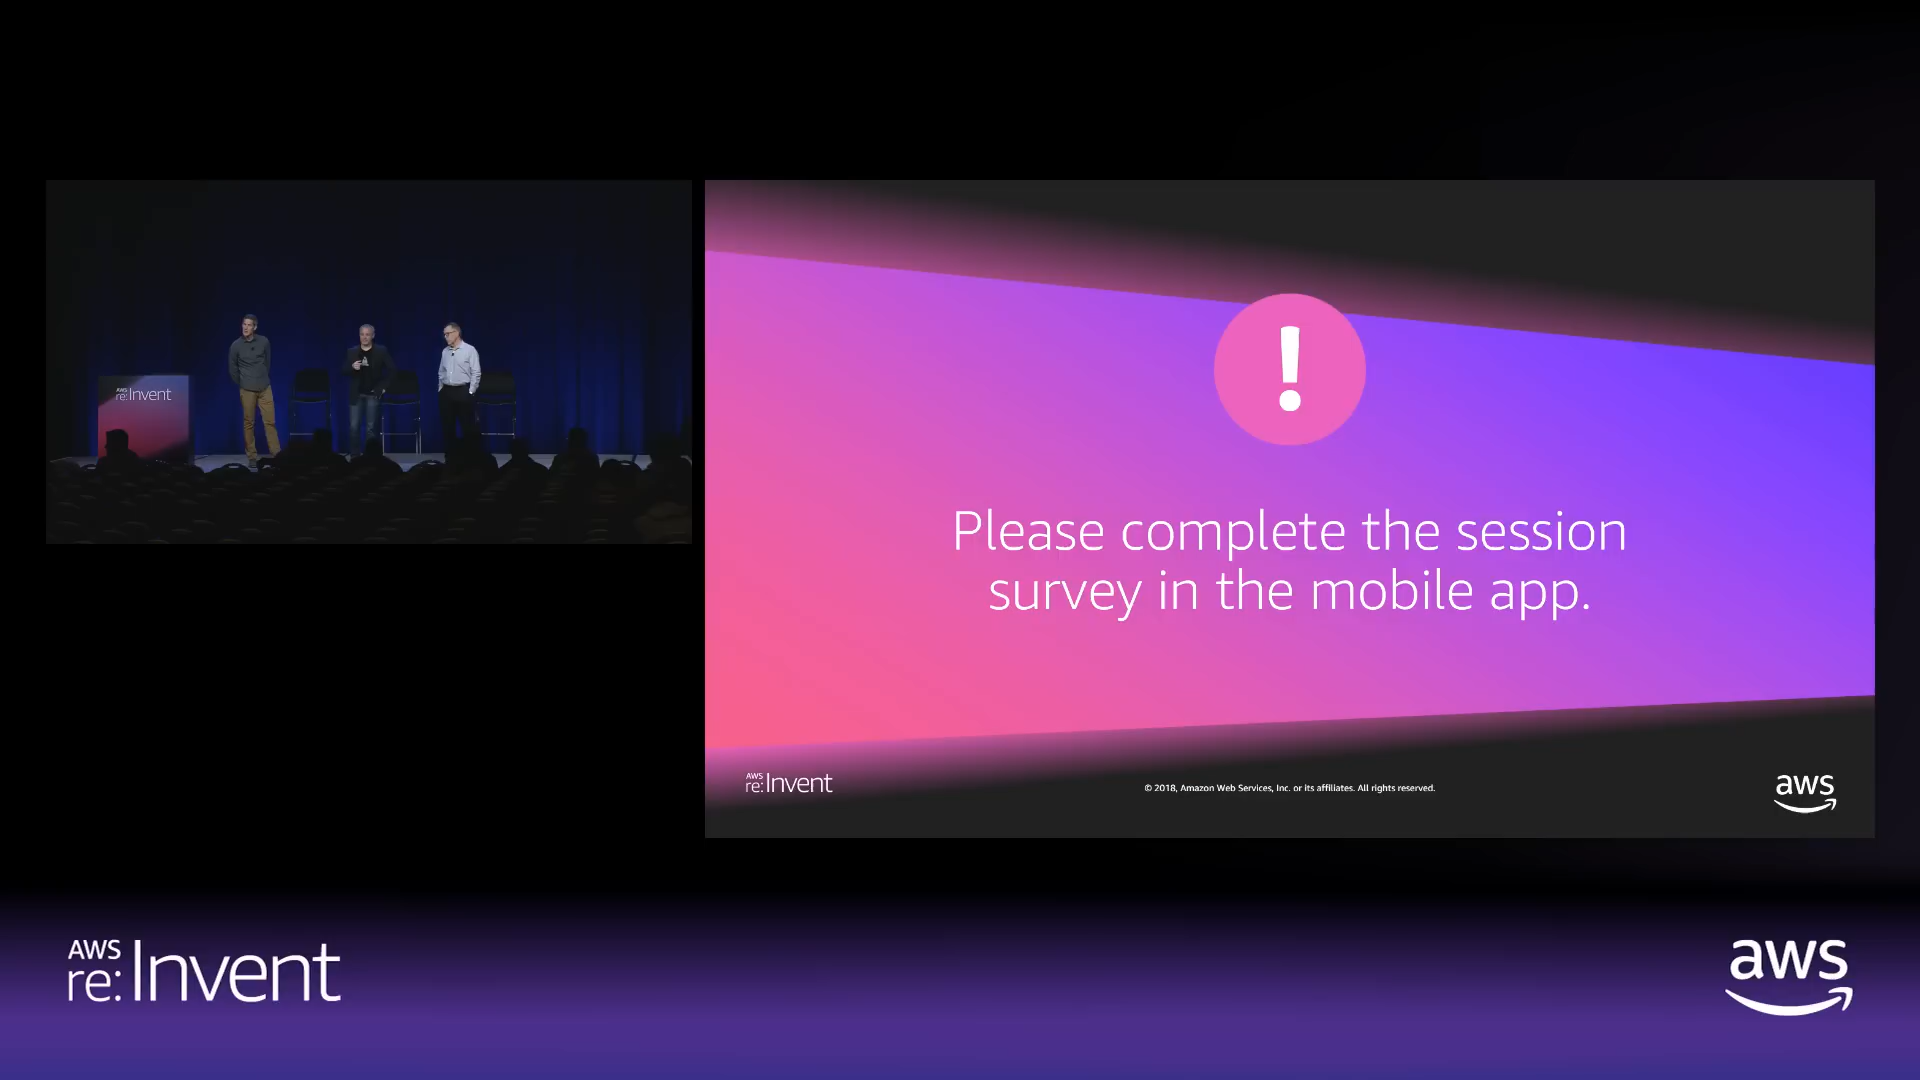 AWS
re:Invent
Please complete the session
survey in the mobile app.
AWS
re:Invent
© 2018, Amazon Web Services, Inc. or its affiliates. All rights reserved.
aws
AWS
re:Invent
aws